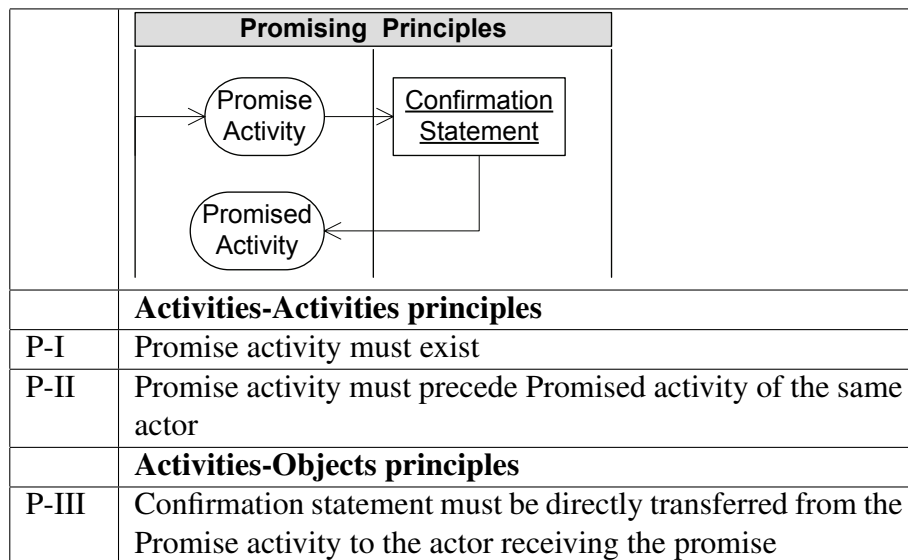 Promising Principles
Promise
Activity
Confirmation
Statement
Promised
Activity
Activities-Activities principles
P-I Promise activity must exist
P-II Promise activity must precede Promised activity of the same
actor
Activities-Objects principles
P-III Confirmation statement must be directly transferred from the
Promise activity to the actor receiving the promise